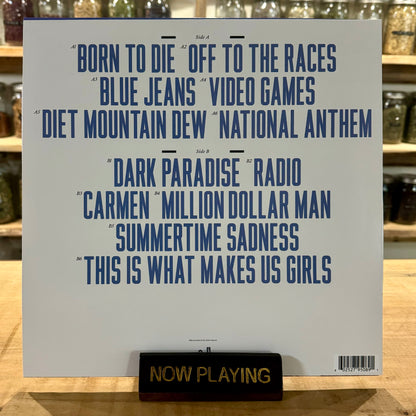 Side A
A1 BORN TO DIE A2 OFF TO THE RACES
A3 BLUE JEANS A4 VIDEO GAMES
A5 DIET MOUNTAIN DEW A6 NATIONAL ANTHEM
Side B
B1 DARK PARADISE B2 RADIO
B3 CARMEN B4 MILLION DOLLAR MAN
B5 SUMMERTIME SADNESS
B6 THIS IS WHAT MAKES US GIRLS
NOW PLAYING